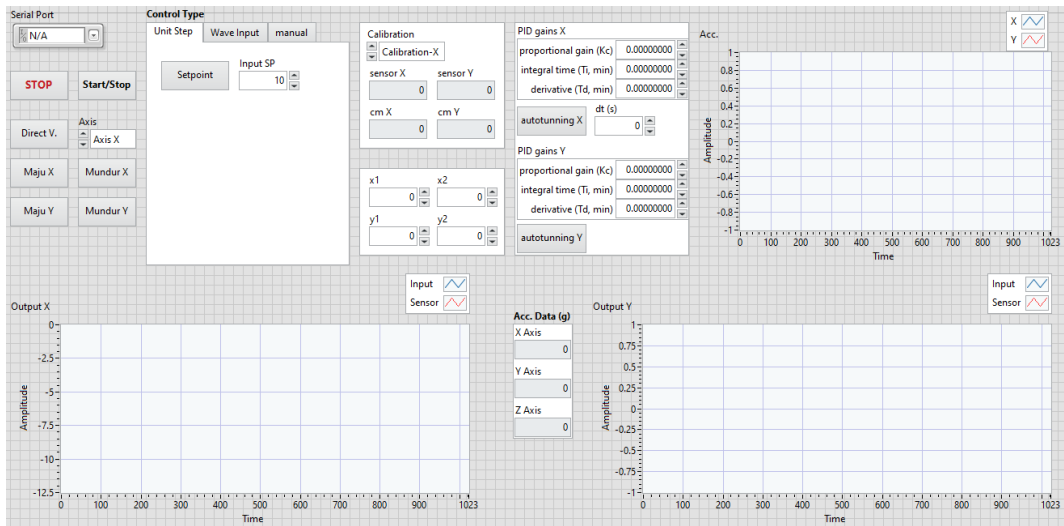 Serial Port
N/A
STOP
Start/Stop
Direct V.
Axis
Axis X
Maju X
Mundur X
Maju Y
Mundur Y
Control Type
Unit Step
Wave Input
manual
Setpoint
Input SP
10
Calibration
Calibration-X
sensor X
sensor Y
0
0
cm X
cm Y
0
0
x1
x2
0
0
y1
y2
0
0
PID gains X
proportional gain (Kc)
0.00000000
integral time (Ti, min)
0.00000000
derivative (Td, min)
0.00000000
autotunning X
dt (s)
0
PID gains Y
proportional gain (Kc)
0.00000000
integral time (Ti, min)
0.00000000
derivative (Td, min)
0.00000000
autotunning Y
Acc.
X
Y
Amplitude
1
0.8
0.6
0.4
0.2
0
-0.2
-0.4
-0.6
-0.8
-1
0 100 200 300 400 500 600 700 800 900 1023
Time
Output X
Input
Sensor
Amplitude
0
-2.5
-5
-7.5
-10
-12.5
0 100 200 300 400 500 600 700 800 900 1023
Time
Acc. Data (g)
X Axis
0
Y Axis
0
Z Axis
0
Output Y
Input
Sensor
Amplitude
1
0.75
0.5
0.25
0
-0.25
-0.5
-0.75
-1
0 100 200 300 400 500 600 700 800 900 1023
Time